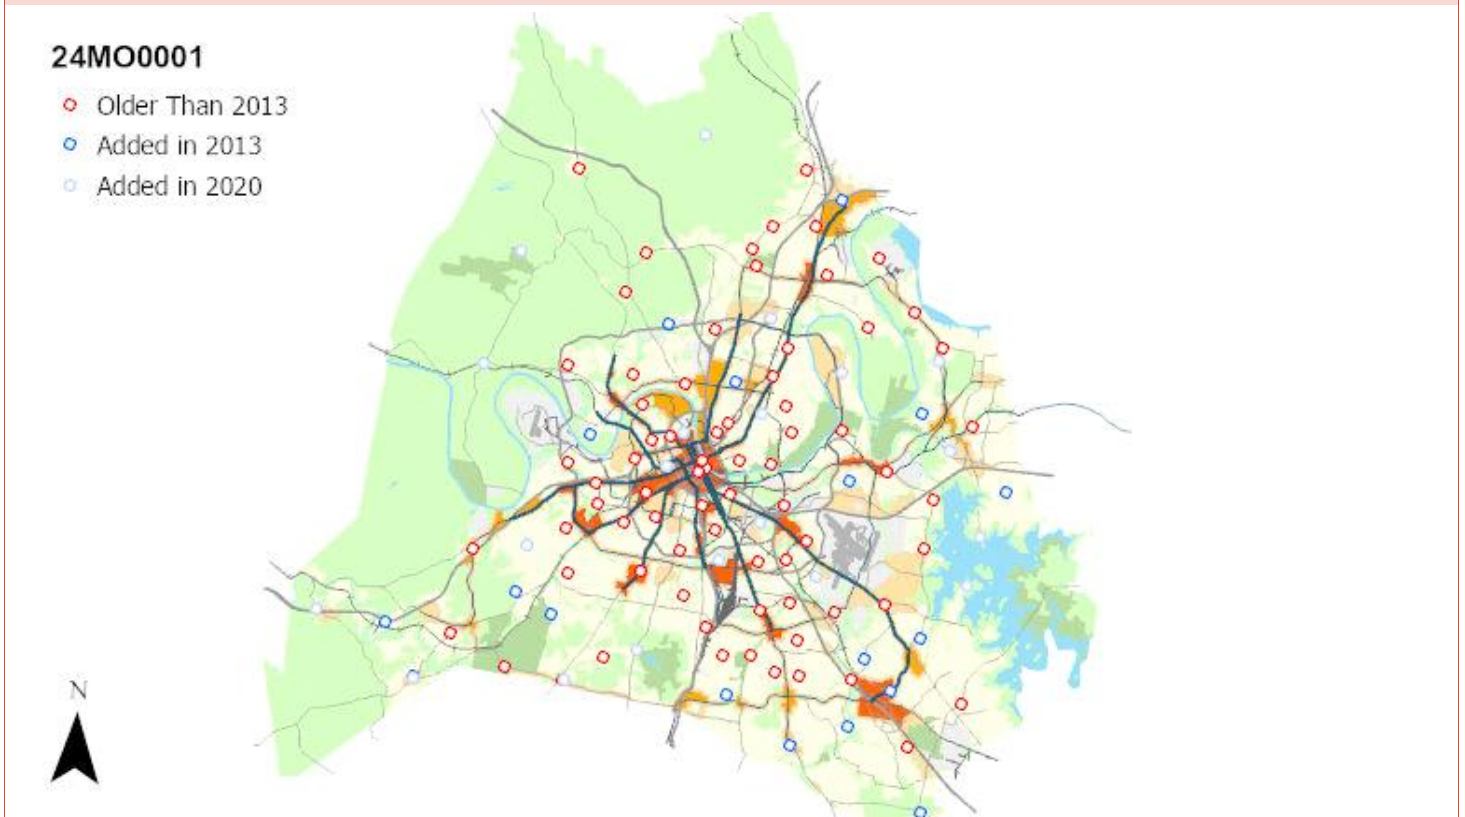 24MO0001
Older Than 2013
Added in 2013
Added in 2020
N